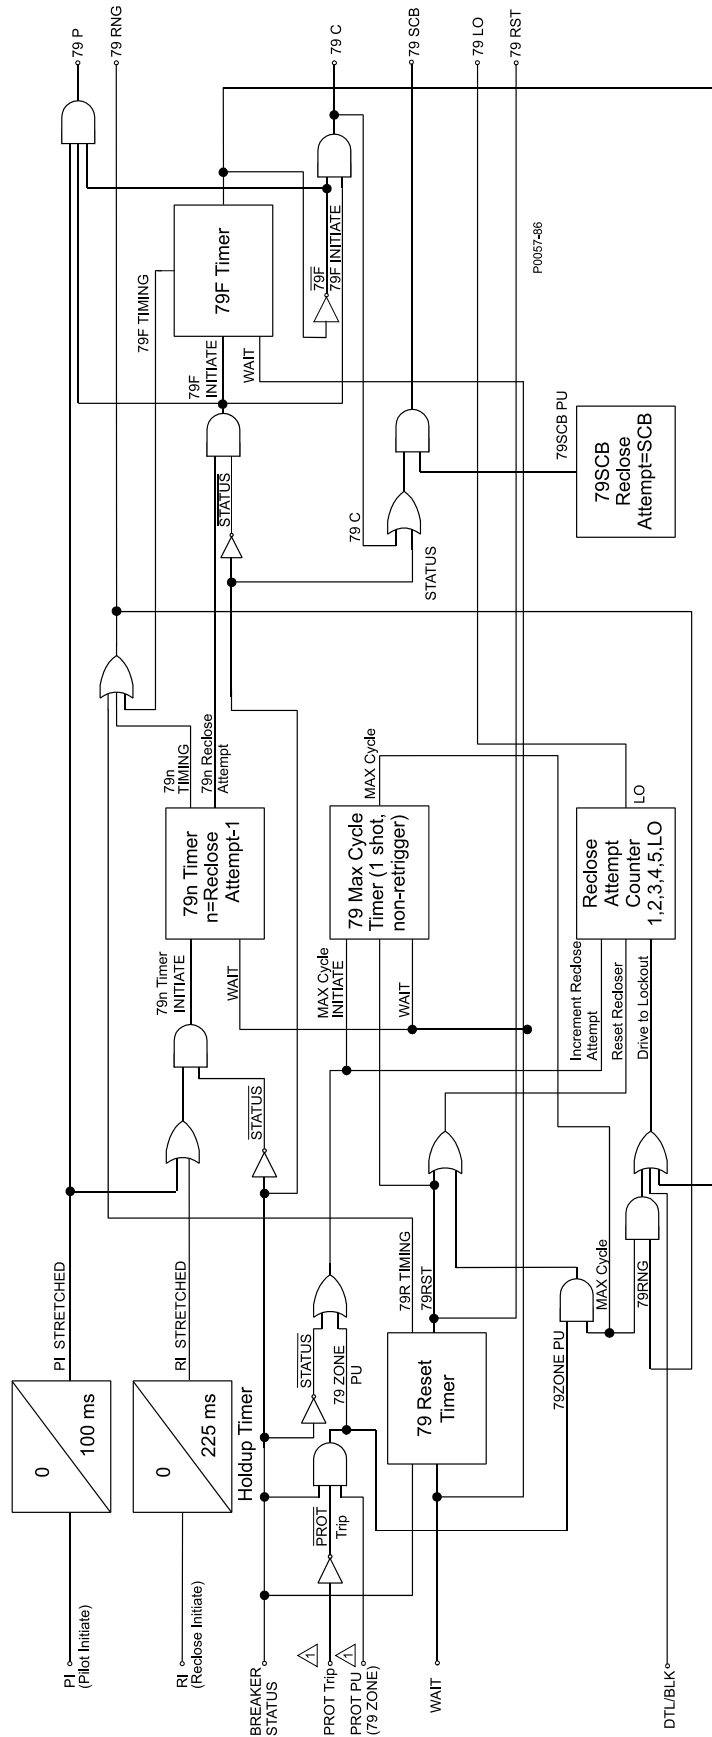 PI
(Pilot Initiate)
RI
(Reclose Initiate)
BREAKER
STATUS
PROT Trip
1
PROT PU
(79 ZONE)
1
WAIT
DTL/BLK
0
100 ms
0
225 ms
Holdup Timer
PI STRETCHED
RI STRETCHED
STATUS
PROT
Trip
STATUS
79 ZONE
PU
79 Reset
Timer
79R TIMING
79RST
79ZONE PU
MAX Cycle
79RNG
79n Timer
INITIATE
WAIT
79n Timer
n=Reclose
Attempt-1
79n
TIMING
79n Reclose
Attempt
MAX Cycle
INITIATE
WAIT
79 Max Cycle
Timer (1 shot,
non-retrigger)
MAX Cycle
Increment Reclose
Attempt
Reset Recloser
Drive to Lockout
Reclose
Attempt
Counter
1,2,3,4,5,LO
LO
STATUS
79F TIMING
79F
INITIATE
WAIT
79F Timer
79F
79F INITIATE
79 C
STATUS
79SCB
Reclose
Attempt=SCB
79SCB PU
79 P
79 RNG
79 C
79 SCB
79 LO
79 RST
P0057-86